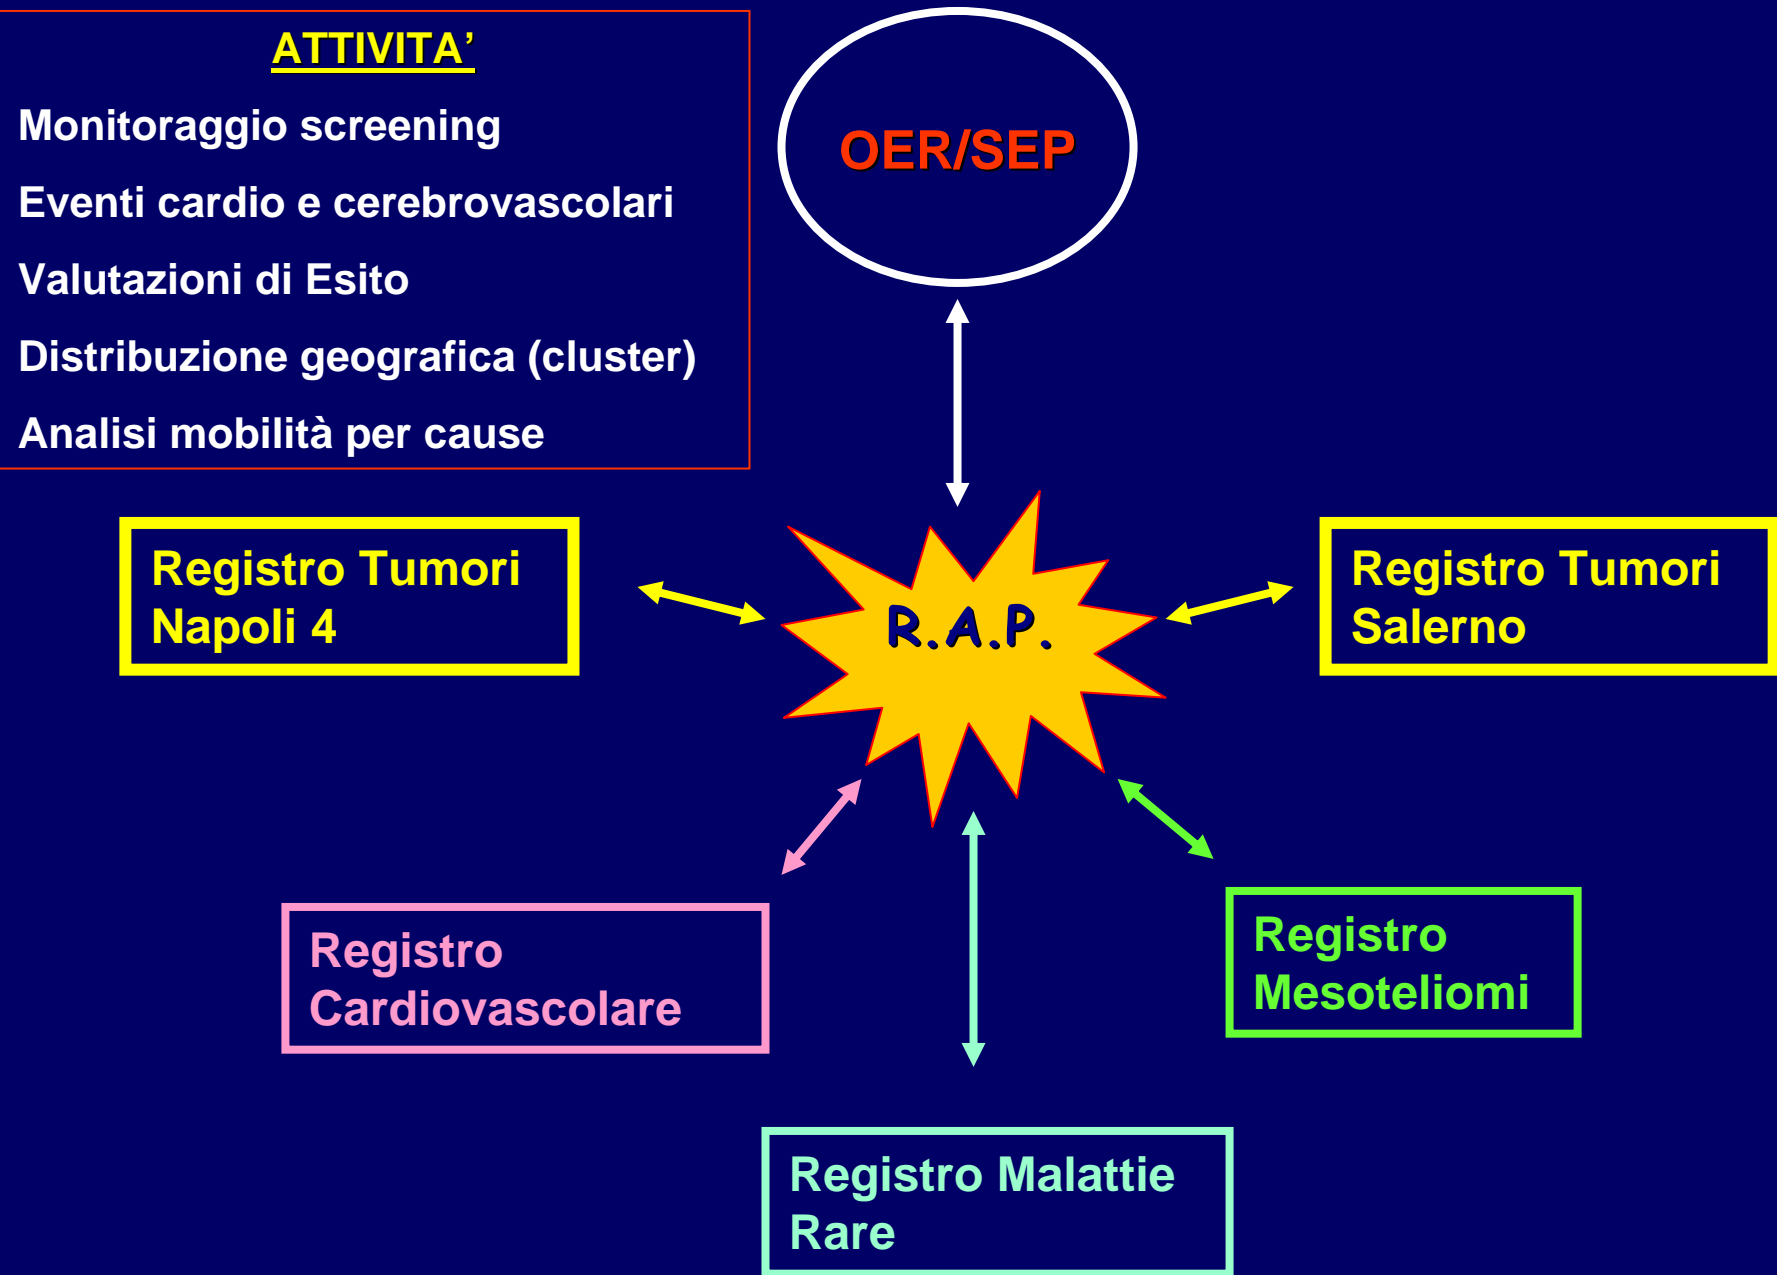 ATTIVITA’
Monitoraggio screening
Eventi cardio e cerebrovascolari
Valutazioni di Esito
Distribuzione geografica (cluster)
Analisi mobilità per cause
OER/SEP
Registro Tumori
Napoli 4
R.A.P.
Registro Tumori
Salerno
Registro
Cardiovascolare
Registro
Mesoteliomi
Registro Malattie
Rare